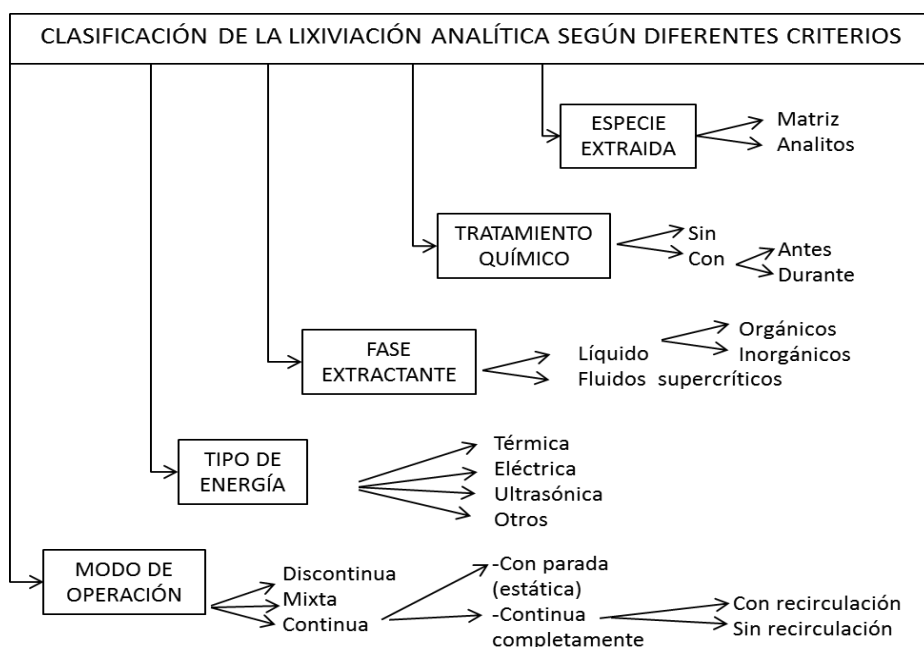 CLASIFICACIÓN DE LA LIXIVIACIÓN ANALÍTICA SEGÚN DIFERENTES CRITERIOS
ESPECIE
EXTRAIDA
Matriz
Analitos
TRATAMIENTO
QUÍMICO
Sin
Con
Antes
Durante
FASE
EXTRACTANTE
Líquido
Fluidos supercríticos
Orgánicos
Inorgánicos
TIPO DE
ENERGÍA
Térmica
Eléctrica
Ultrasónica
Otros
MODO DE
OPERACIÓN
Discontinua
Mixta
Continua
-Con parada
(estática)
-Continua
completamente
Con recirculación
Sin recirculación